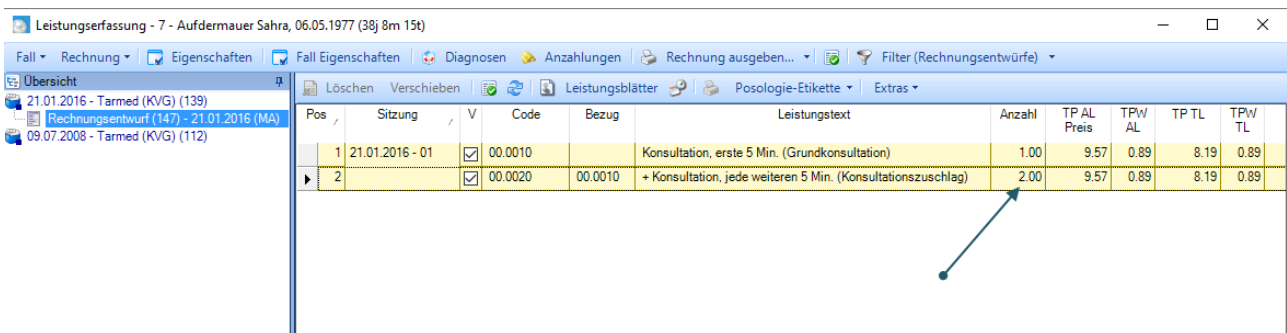 Leistungserfassung - 7 - Aufdermauer Sahra, 06.05.1977 (38j 8m 15t)
Fall Rechnung Eigenschaften Fall Eigenschaften Diagnosen Anzahlungen Rechnung ausgeben... Filter (Rechnungsentwürfe)
Übersicht
21.01.2016 - Tarmed (KVG) (139)
Rechnungsentwurf (147) - 21.01.2016 (MA)
09.07.2008 - Tarmed (KVG) (112)
Löschen Verschieben Leistungsblätter Posologie-Etikette Extras
Pos Sitzung V Code Bezug Leistungstext Anzahl TP AL Preis TPW AL TP TL TPW TL
1 21.01.2016 - 01 00.0010 Konsultation, erste 5 Min. (Grundkonsultation) 1.00 9.57 0.89 8.19 0.89
2 00.0020 00.0010 + Konsultation, jede weiteren 5 Min. (Konsultationszuschlag) 2.00 9.57 0.89 8.19 0.89